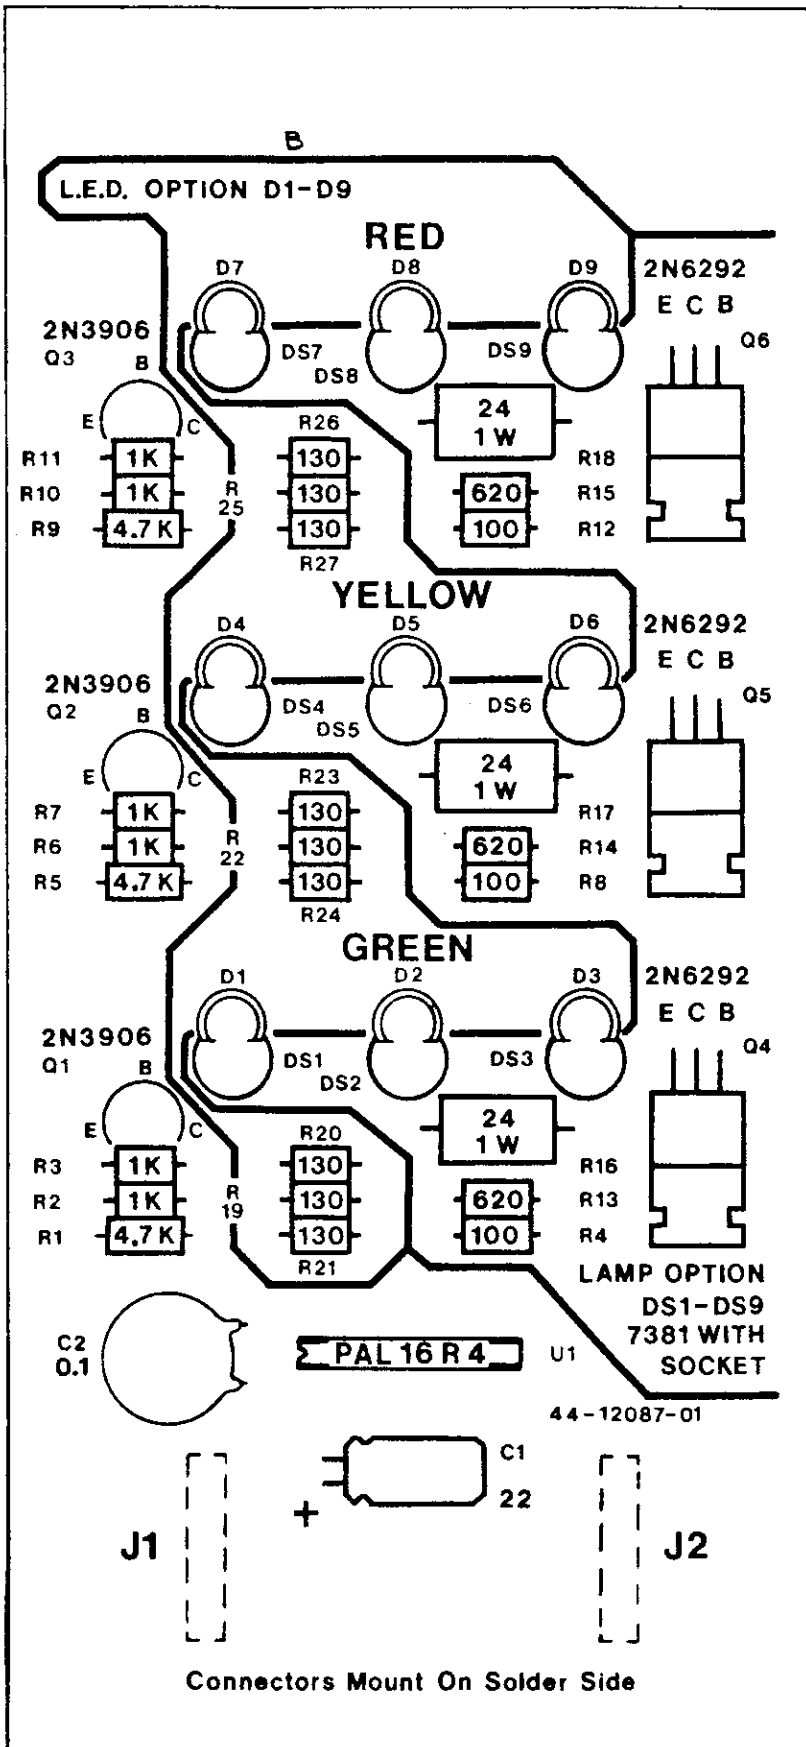 B
L.E.D. OPTION D1-D9
RED
D7 D8 D9 2N6292
E C B
2N3906 Q6
Q3 B DS7 DS8 DS9
E C 24
1W
R26
R11 1K 130 R18
R10 1K R 25 130 620 R15
R9 4.7K 130 100 R12
R27
YELLOW
D4 D5 D6 2N6292
E C B
2N3906 Q5
Q2 B DS4 DS5 DS6
E C 24
1W
R23
R7 1K 130 R17
R6 1K R 22 130 620 R14
R5 4.7K 130 100 R8
R24
GREEN
D1 D2 D3 2N6292
E C B
2N3906 Q4
Q1 B DS1 DS2 DS3
E C 24
1W
R20
R3 1K 130 R16
R2 1K R 19 130 620 R13
R1 4.7K 130 100 R4
R21
LAMP OPTION
DS1-DS9
7381 WITH
SOCKET
C2
0.1
PAL 16 R 4 U1
44-12087-01
C1
22
+
J1 J2
Connectors Mount On Solder Side